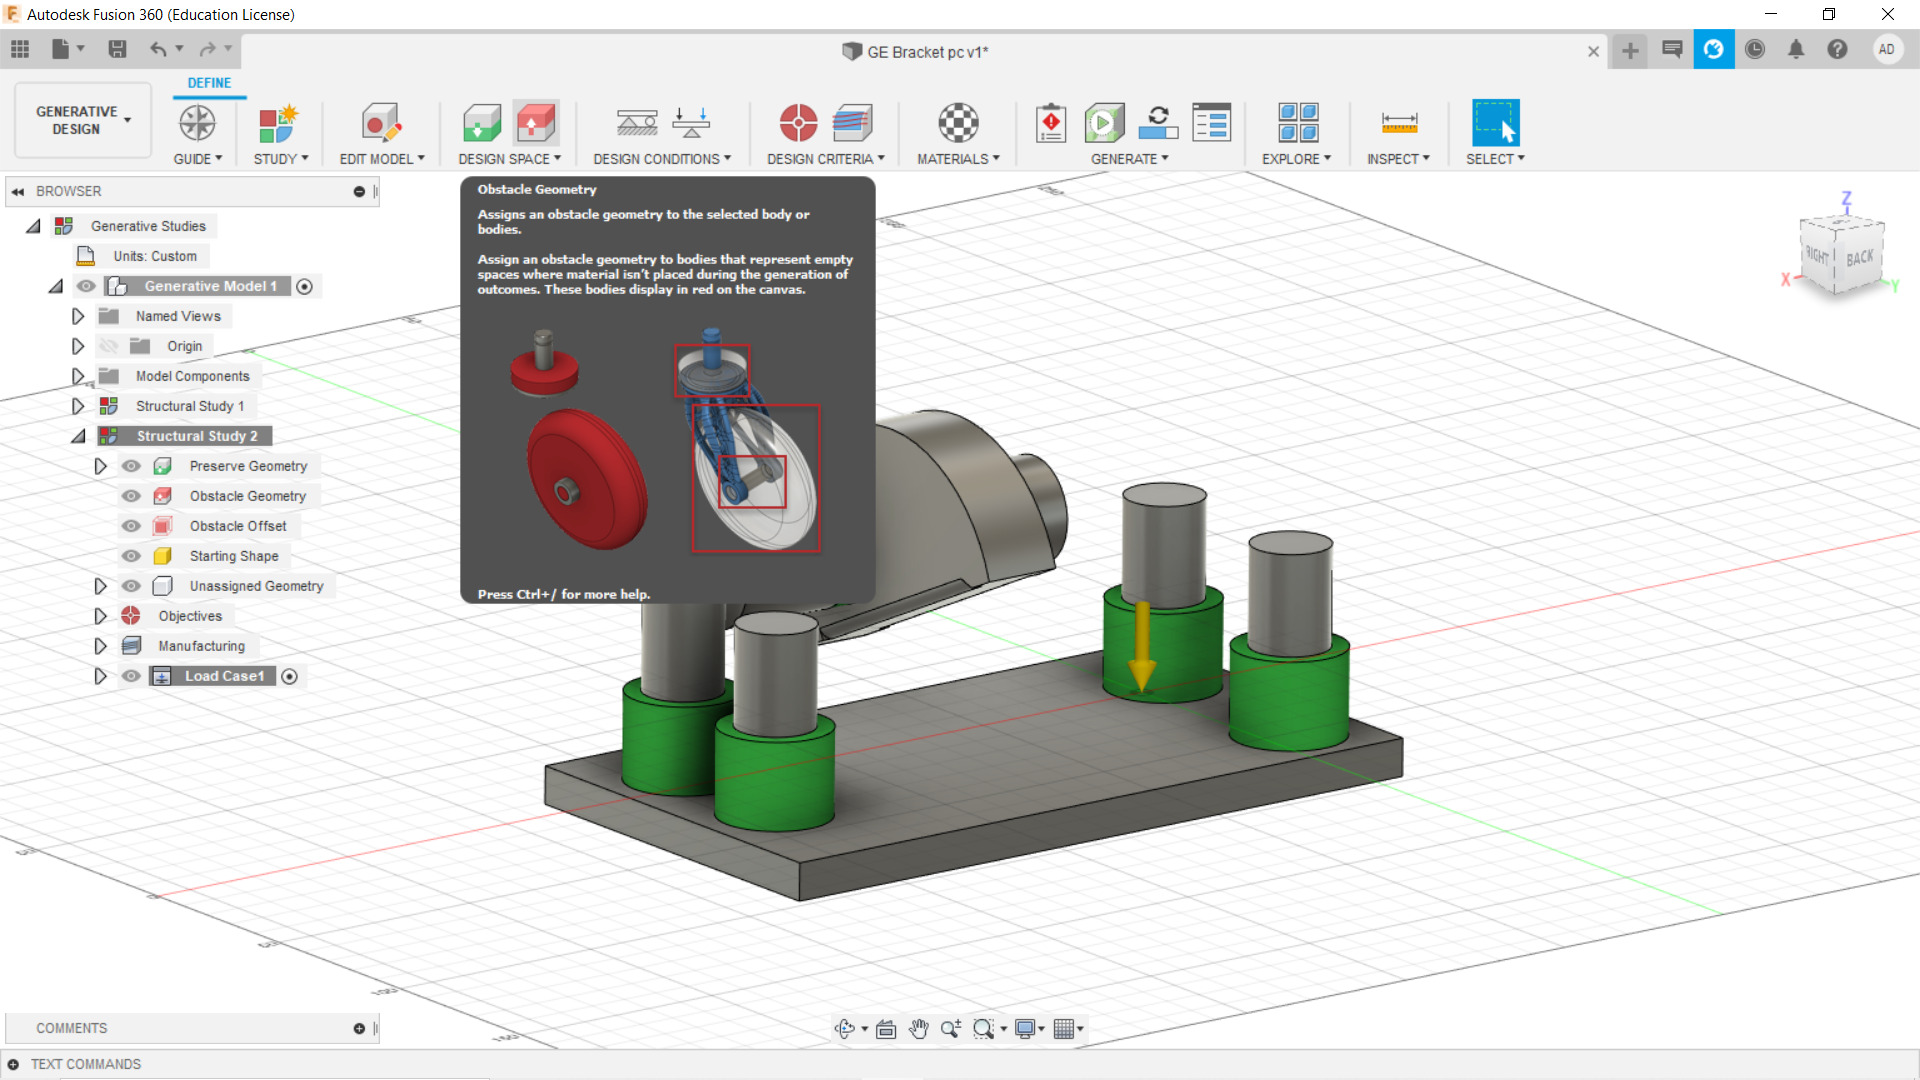 Autodesk Fusion 360 (Education License)
GE Bracket pc v1*
AD
GENERATIVE DESIGN
DEFINE
GUIDE
STUDY
EDIT MODEL
DESIGN SPACE
DESIGN CONDITIONS
DESIGN CRITERIA
MATERIALS
GENERATE
EXPLORE
INSPECT
SELECT
BROWSER
Generative Studies
Units: Custom
Generative Model 1
Named Views
Origin
Model Components
Structural Study 1
Structural Study 2
Preserve Geometry
Obstacle Geometry
Obstacle Offset
Starting Shape
Unassigned Geometry
Objectives
Manufacturing
Load Case1
Obstacle Geometry
Assigns an obstacle geometry to the selected body or
bodies.
Assign an obstacle geometry to bodies that represent empty
spaces where material isn't placed during the generation of
outcomes. These bodies display in red on the canvas.
Press Ctrl+/ for more help.
Z
RIGHT
BACK
X
Y
COMMENTS
TEXT COMMANDS